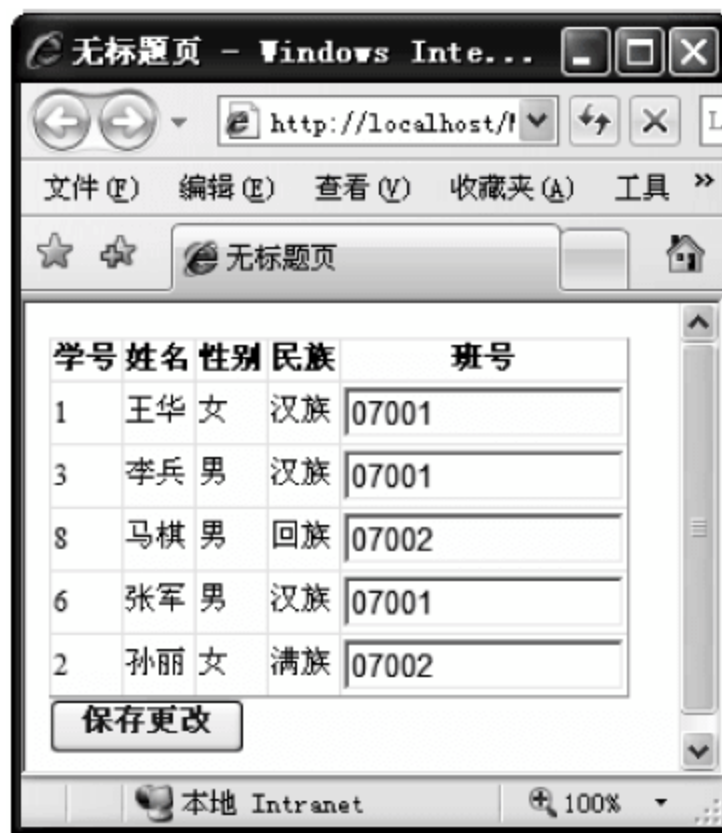 无标题页 - Windows Inte...
http://localhost/
文件(F) 编辑(E) 查看(V) 收藏夹(A) 工具 »
无标题页
学号 姓名 性别 民族 班号
1 王华 女 汉族 07001
3 李兵 男 汉族 07001
8 马棋 男 回族 07002
6 张军 男 汉族 07001
2 孙丽 女 满族 07002
保存更改
本地 Intranet 100%